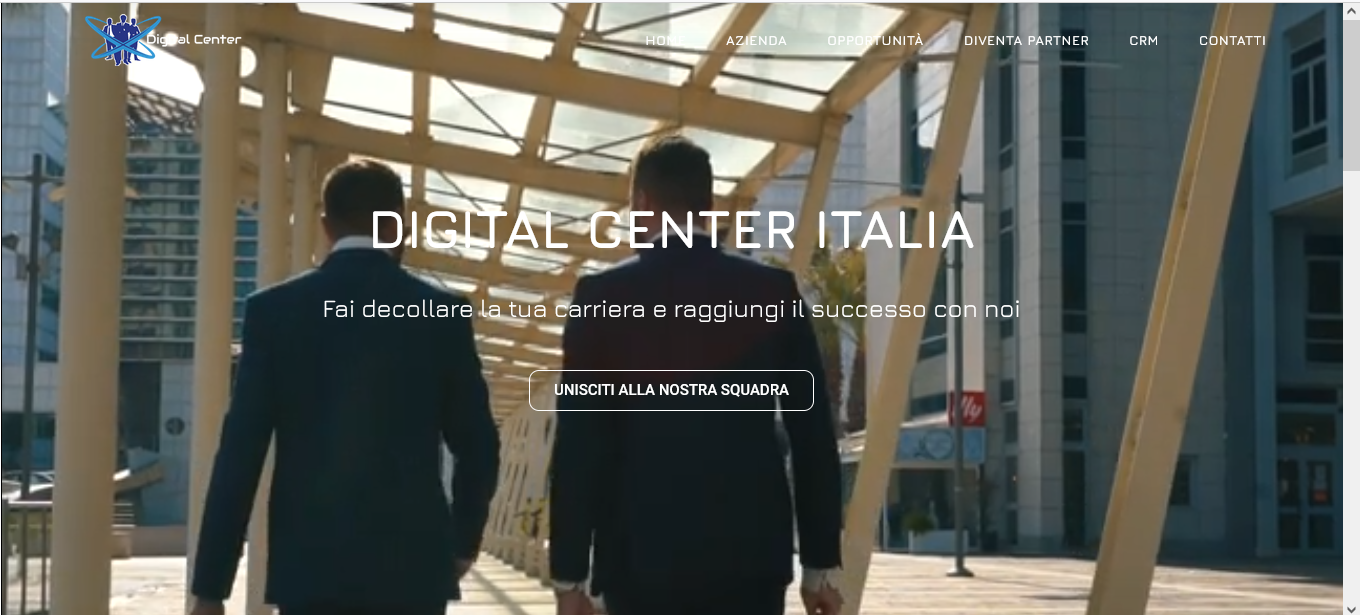 Digital Center
HOME
AZIENDA
OPPORTUNITÀ
DIVENTA PARTNER
CRM
CONTATTI
DIGITAL CENTER ITALIA
Fai decollare la tua carriera e raggiungi il successo con noi
UNISCITI ALLA NOSTRA SQUADRA
illy